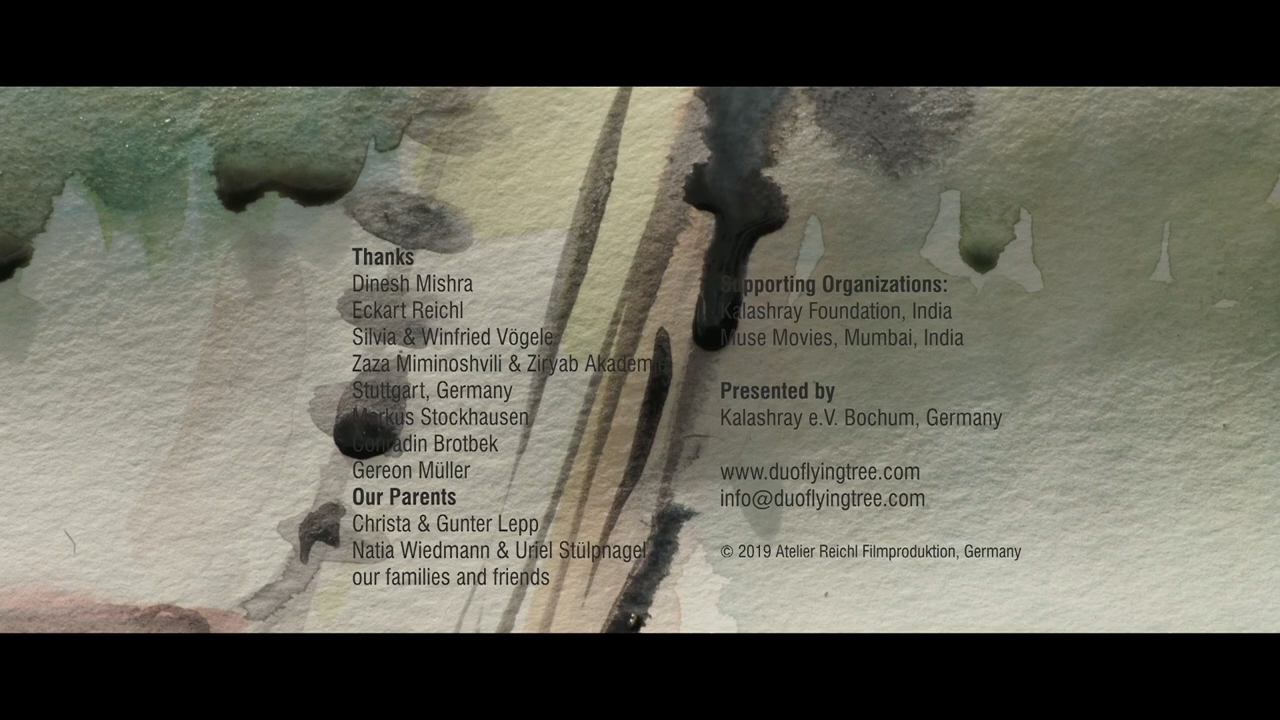 Thanks
Dinesh Mishra
Eckart Reichl
Silvia & Winfried Vögele
Zaza Miminoshvili & Ziryab Akademie
Stuttgart, Germany
Markus Stockhausen
Conradin Brotbek
Gereon Müller
Our Parents
Christa & Gunter Lepp
Natia Wiedmann & Uriel Stülpnagel
our families and friends
Supporting Organizations:
Kalashray Foundation, India
Muse Movies, Mumbai, India
Presented by
Kalashray e.V. Bochum, Germany
www.duoflyingtree.com
info@duoflyingtree.com
© 2019 Atelier Reichl Filmproduktion, Germany